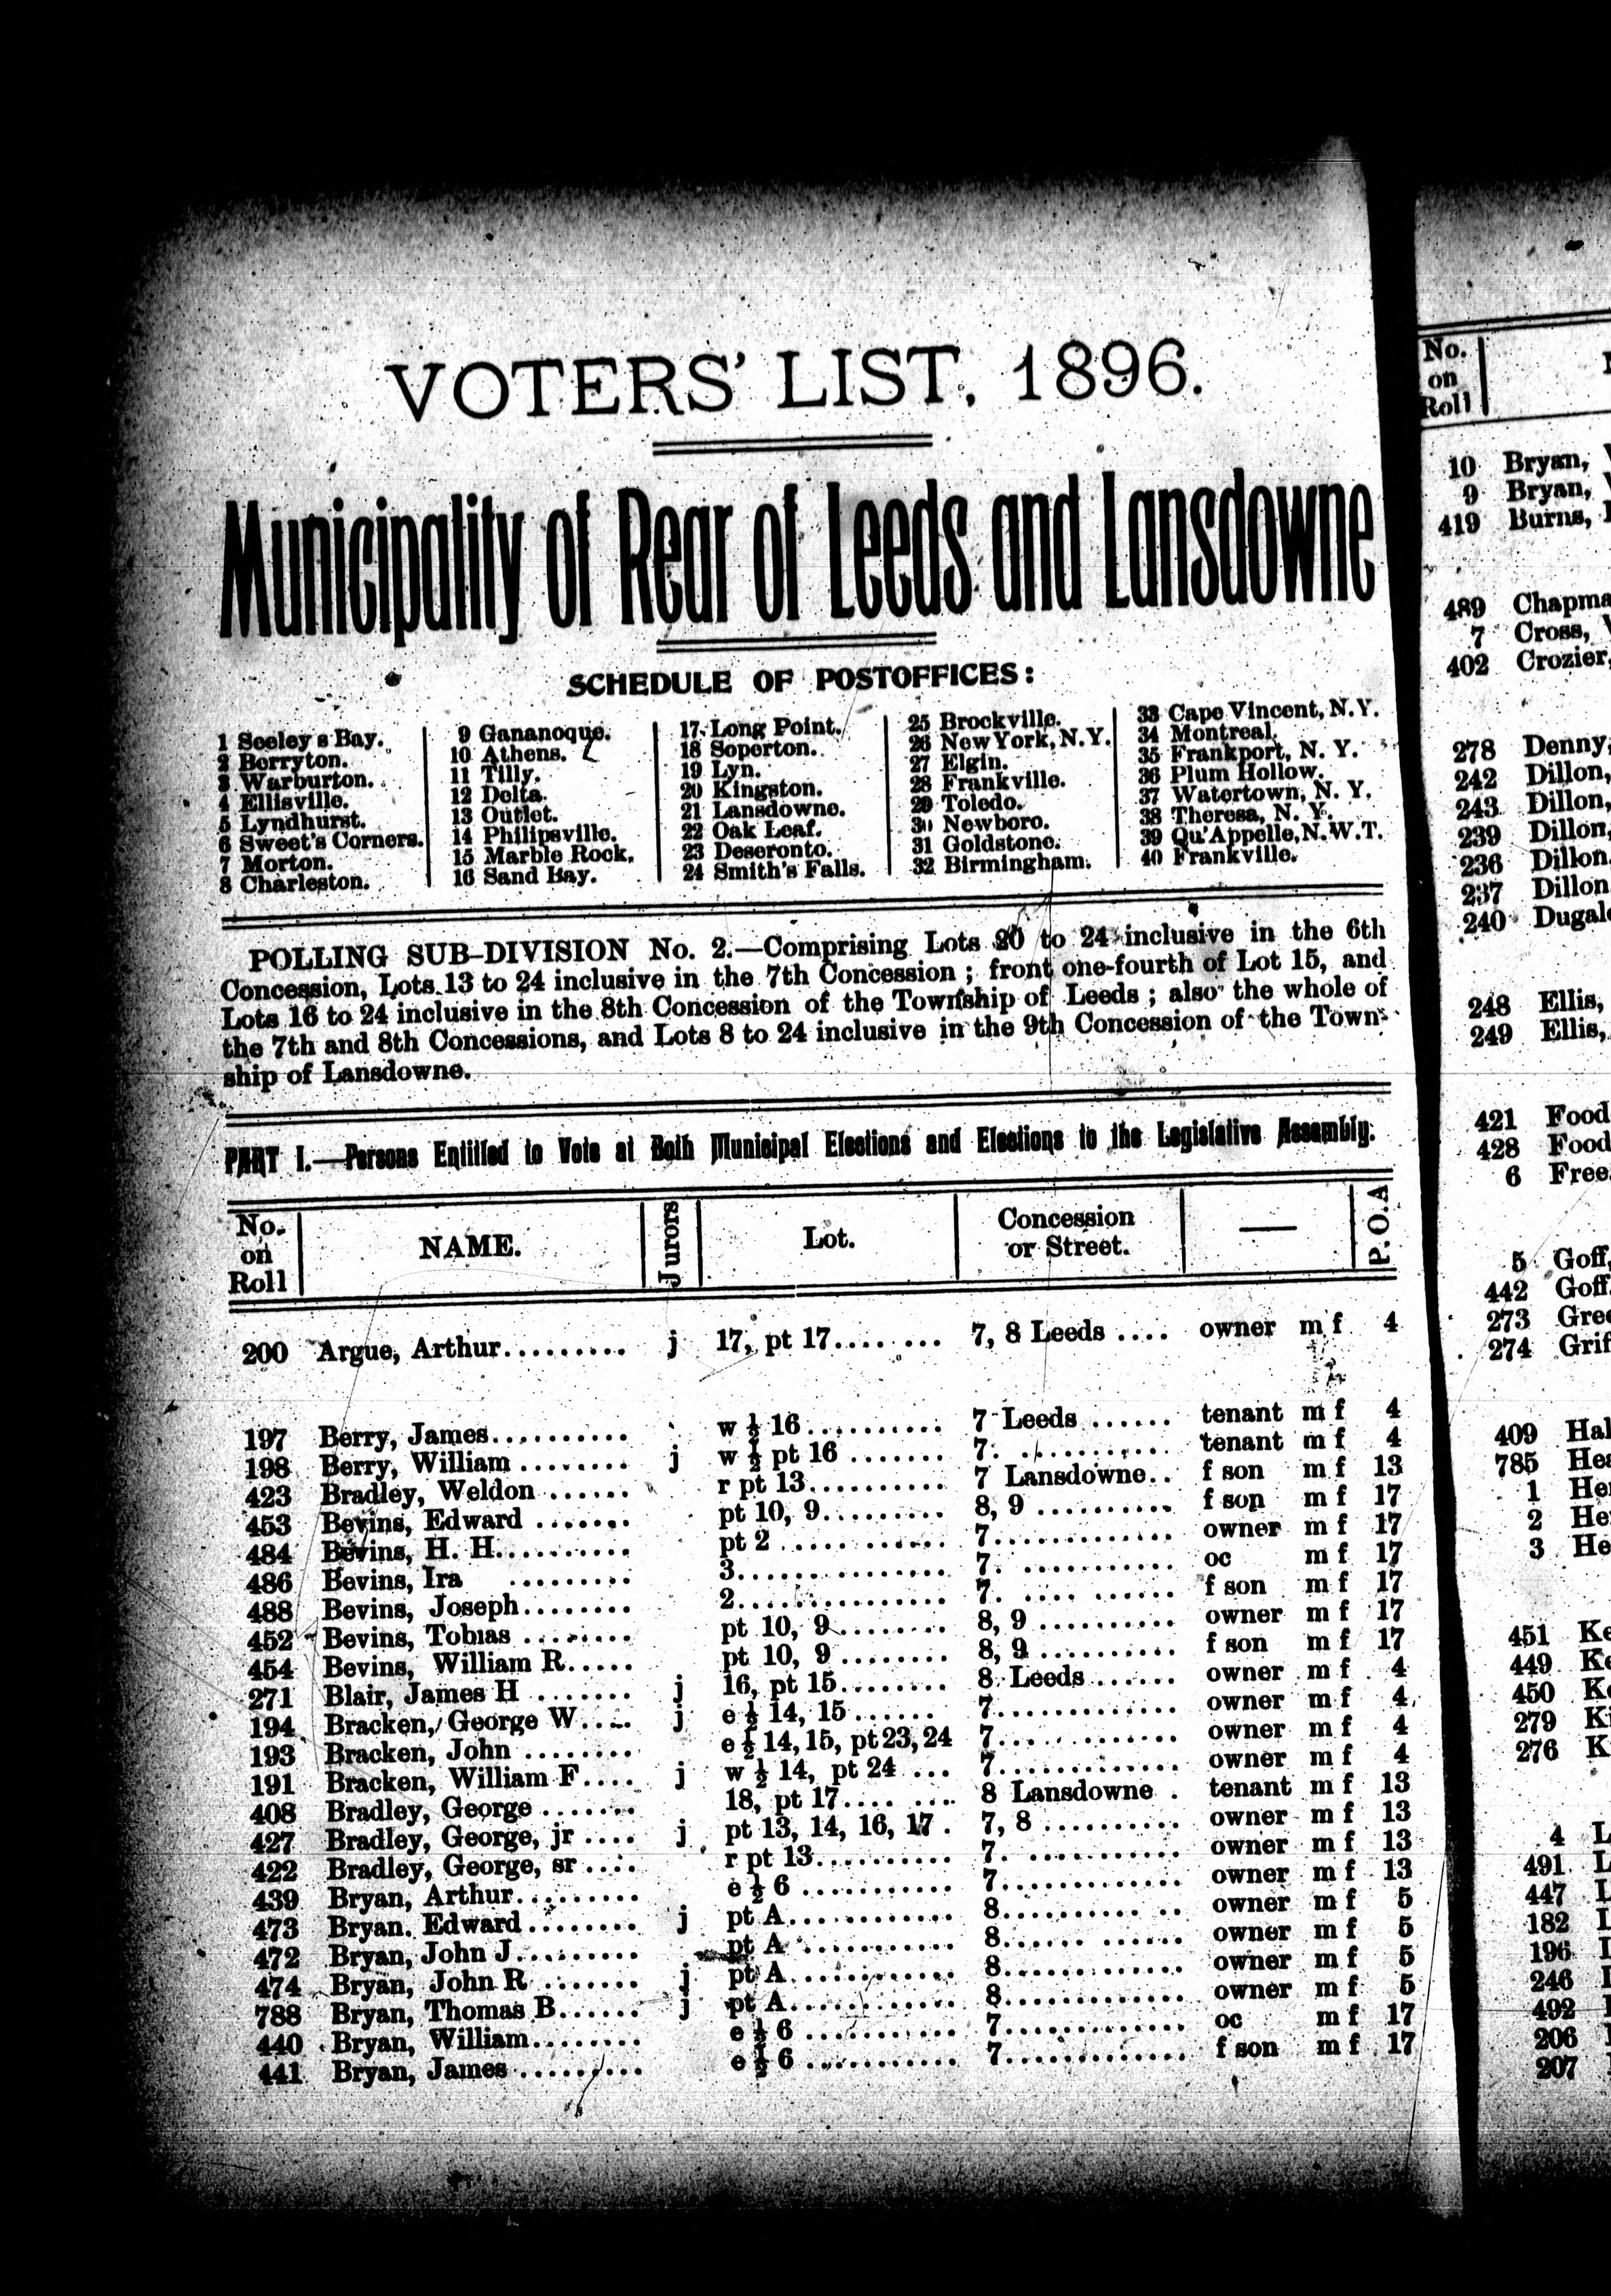 VOTERS' LIST, 1896.
Municipality of Rear of Leeds and Lansdowne
SCHEDULE OF POSTOFFICES:
1 Seeley's Bay.
2 Berryton.
3 Warburton.
4 Ellisville.
5 Lyndhurst.
6 Sweet's Corners.
7 Morton.
8 Charleston.
9 Gananoque.
10 Athens.
11 Tilly.
12 Delta.
13 Outlet.
14 Philipsville.
15 Marble Rock.
16 Sand Bay.
17 Long Point.
18 Soperton.
19 Lyn.
20 Kingston.
21 Lansdowne.
22 Oak Leaf.
23 Deseronto.
24 Smith's Falls.
25 Brockville.
26 New York, N.Y.
27 Elgin.
28 Frankville.
29 Toledo.
30 Newboro.
31 Goldstone.
32 Birmingham.
33 Cape Vincent, N.Y.
34 Montreal.
35 Frankport, N. Y.
36 Plum Hollow.
37 Watertown, N. Y.
38 Theresa, N. Y.
39 Qu'Appelle, N.W.T.
40 Frankville.
POLLING SUB-DIVISION No. 2.—Comprising Lots 20 to 24 inclusive in the 6th
Concession, Lots 13 to 24 inclusive in the 7th Concession; front one-fourth of Lot 15, and
Lots 16 to 24 inclusive in the 8th Concession of the Township of Leeds; also the whole of
the 7th and 8th Concessions, and Lots 8 to 24 inclusive in the 9th Concession of the Town-
ship of Lansdowne.
PART I.—Persons Entitled to Vote at Both Municipal Elections and Elections to the Legislative Assembly.
No. on Roll | NAME. | Jurors | Lot. | Concession or Street. | — | P.O.A
200 Argue, Arthur......... j 17, pt 17........ 7, 8 Leeds .... owner m f 4
197 Berry, James.......... w ½ 16.......... 7 Leeds ...... tenant m f 4
198 Berry, William ........ j w ½ pt 16 ....... 7. ........... tenant m f 4
423 Bradley, Weldon ...... r pt 13.......... 7 Lansdowne.. f son m f 13
453 Bevins, Edward ....... pt 10, 9......... 8, 9 .......... f son m f 17
484 Bevins, H. H.......... pt 2 ............ 7............. owner m f 17
486 Bevins, Ira ......... 3............... 7. ........... oc m f 17
488 Bevins, Joseph........ 2............... 7. .... ...... f son m f 17
452 Bevins, Tobias ........ pt 10, 9........ 8, 9 .......... owner m f 17
454 Bevins, William R..... pt 10, 9 ........ 8, 9 .......... f son m f 17
271 Blair, James H ....... j 16, pt 15........ 8 Leeds ...... owner m f 4
194 Bracken, George W.... j e ½ 14, 15...... 7............. owner m f 4
193 Bracken, John ........ e ½ 14, 15, pt 23, 24 7............. owner m f 4
191 Bracken, William F.... j w ½ 14, pt 24 ... 7............. owner m f 4
408 Bradley, George ....... 18, pt 17.... .... 8 Lansdowne . tenant m f 13
427 Bradley, George, jr .... j pt 13, 14, 16, 17 . 7, 8 .......... owner m f 13
422 Bradley, George, sr .... r pt 13.......... 7. ........... owner m f 13
439 Bryan, Arthur......... e ½ 6 ........... 7............. owner m f 13
473 Bryan. Edward ........ j pt A............ 8.......... .. owner m f 5
472 Bryan, John J......... pt A ........... 8...... ...... owner m f 5
474 Bryan, John R ........ j pt A............ 8............. owner m f 5
788 Bryan, Thomas B...... j pt A............ 8............. owner m f 5
440 Bryan, William........ e ½ 6 ........... 7............. oc m f 17
441 Bryan, James ......... e ½ 6 ........... 7............. f son m f 17
No.
on
Roll
10 Bryan,
9 Bryan,
419 Burns,
489 Chapma
7 Cross,
402 Crozier,
278 Denny,
242 Dillon,
243 Dillon,
239 Dillon,
236 Dillon,
237 Dillon
240 Dugal
248 Ellis,
249 Ellis,
421 Food
428 Food
6 Free
5 Goff,
442 Goff
273 Gree
274 Grif
409 Hal
785 Hea
1 He
2 He
3 He
451 Ke
449 Ke
450 Ke
279 Ki
276 K
4 L
491 L
447 L
182 L
196
246
492
206
207